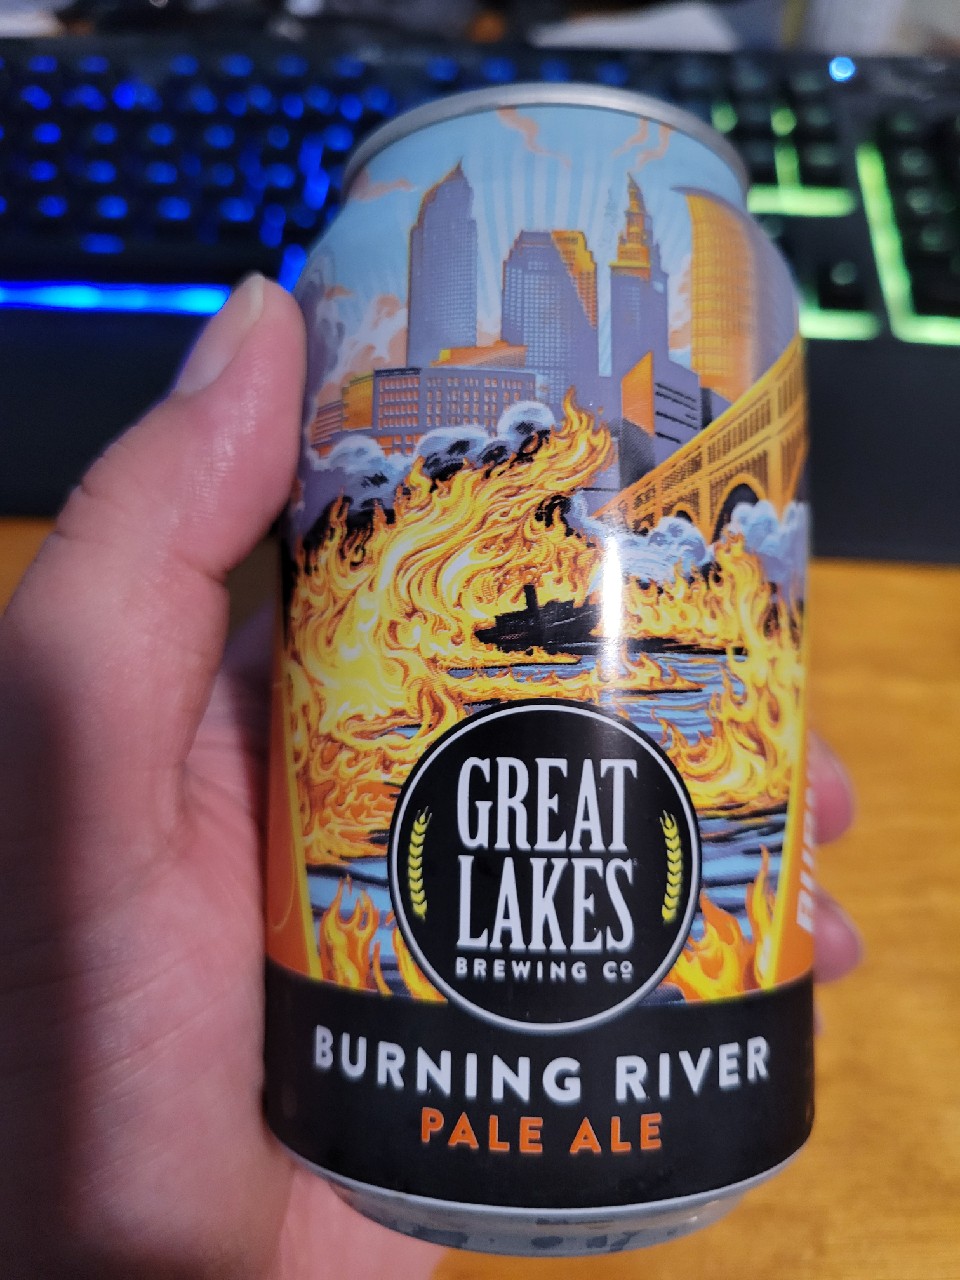 GREAT
LAKES
BREWING Cº
BURNING RIVER
PALE ALE